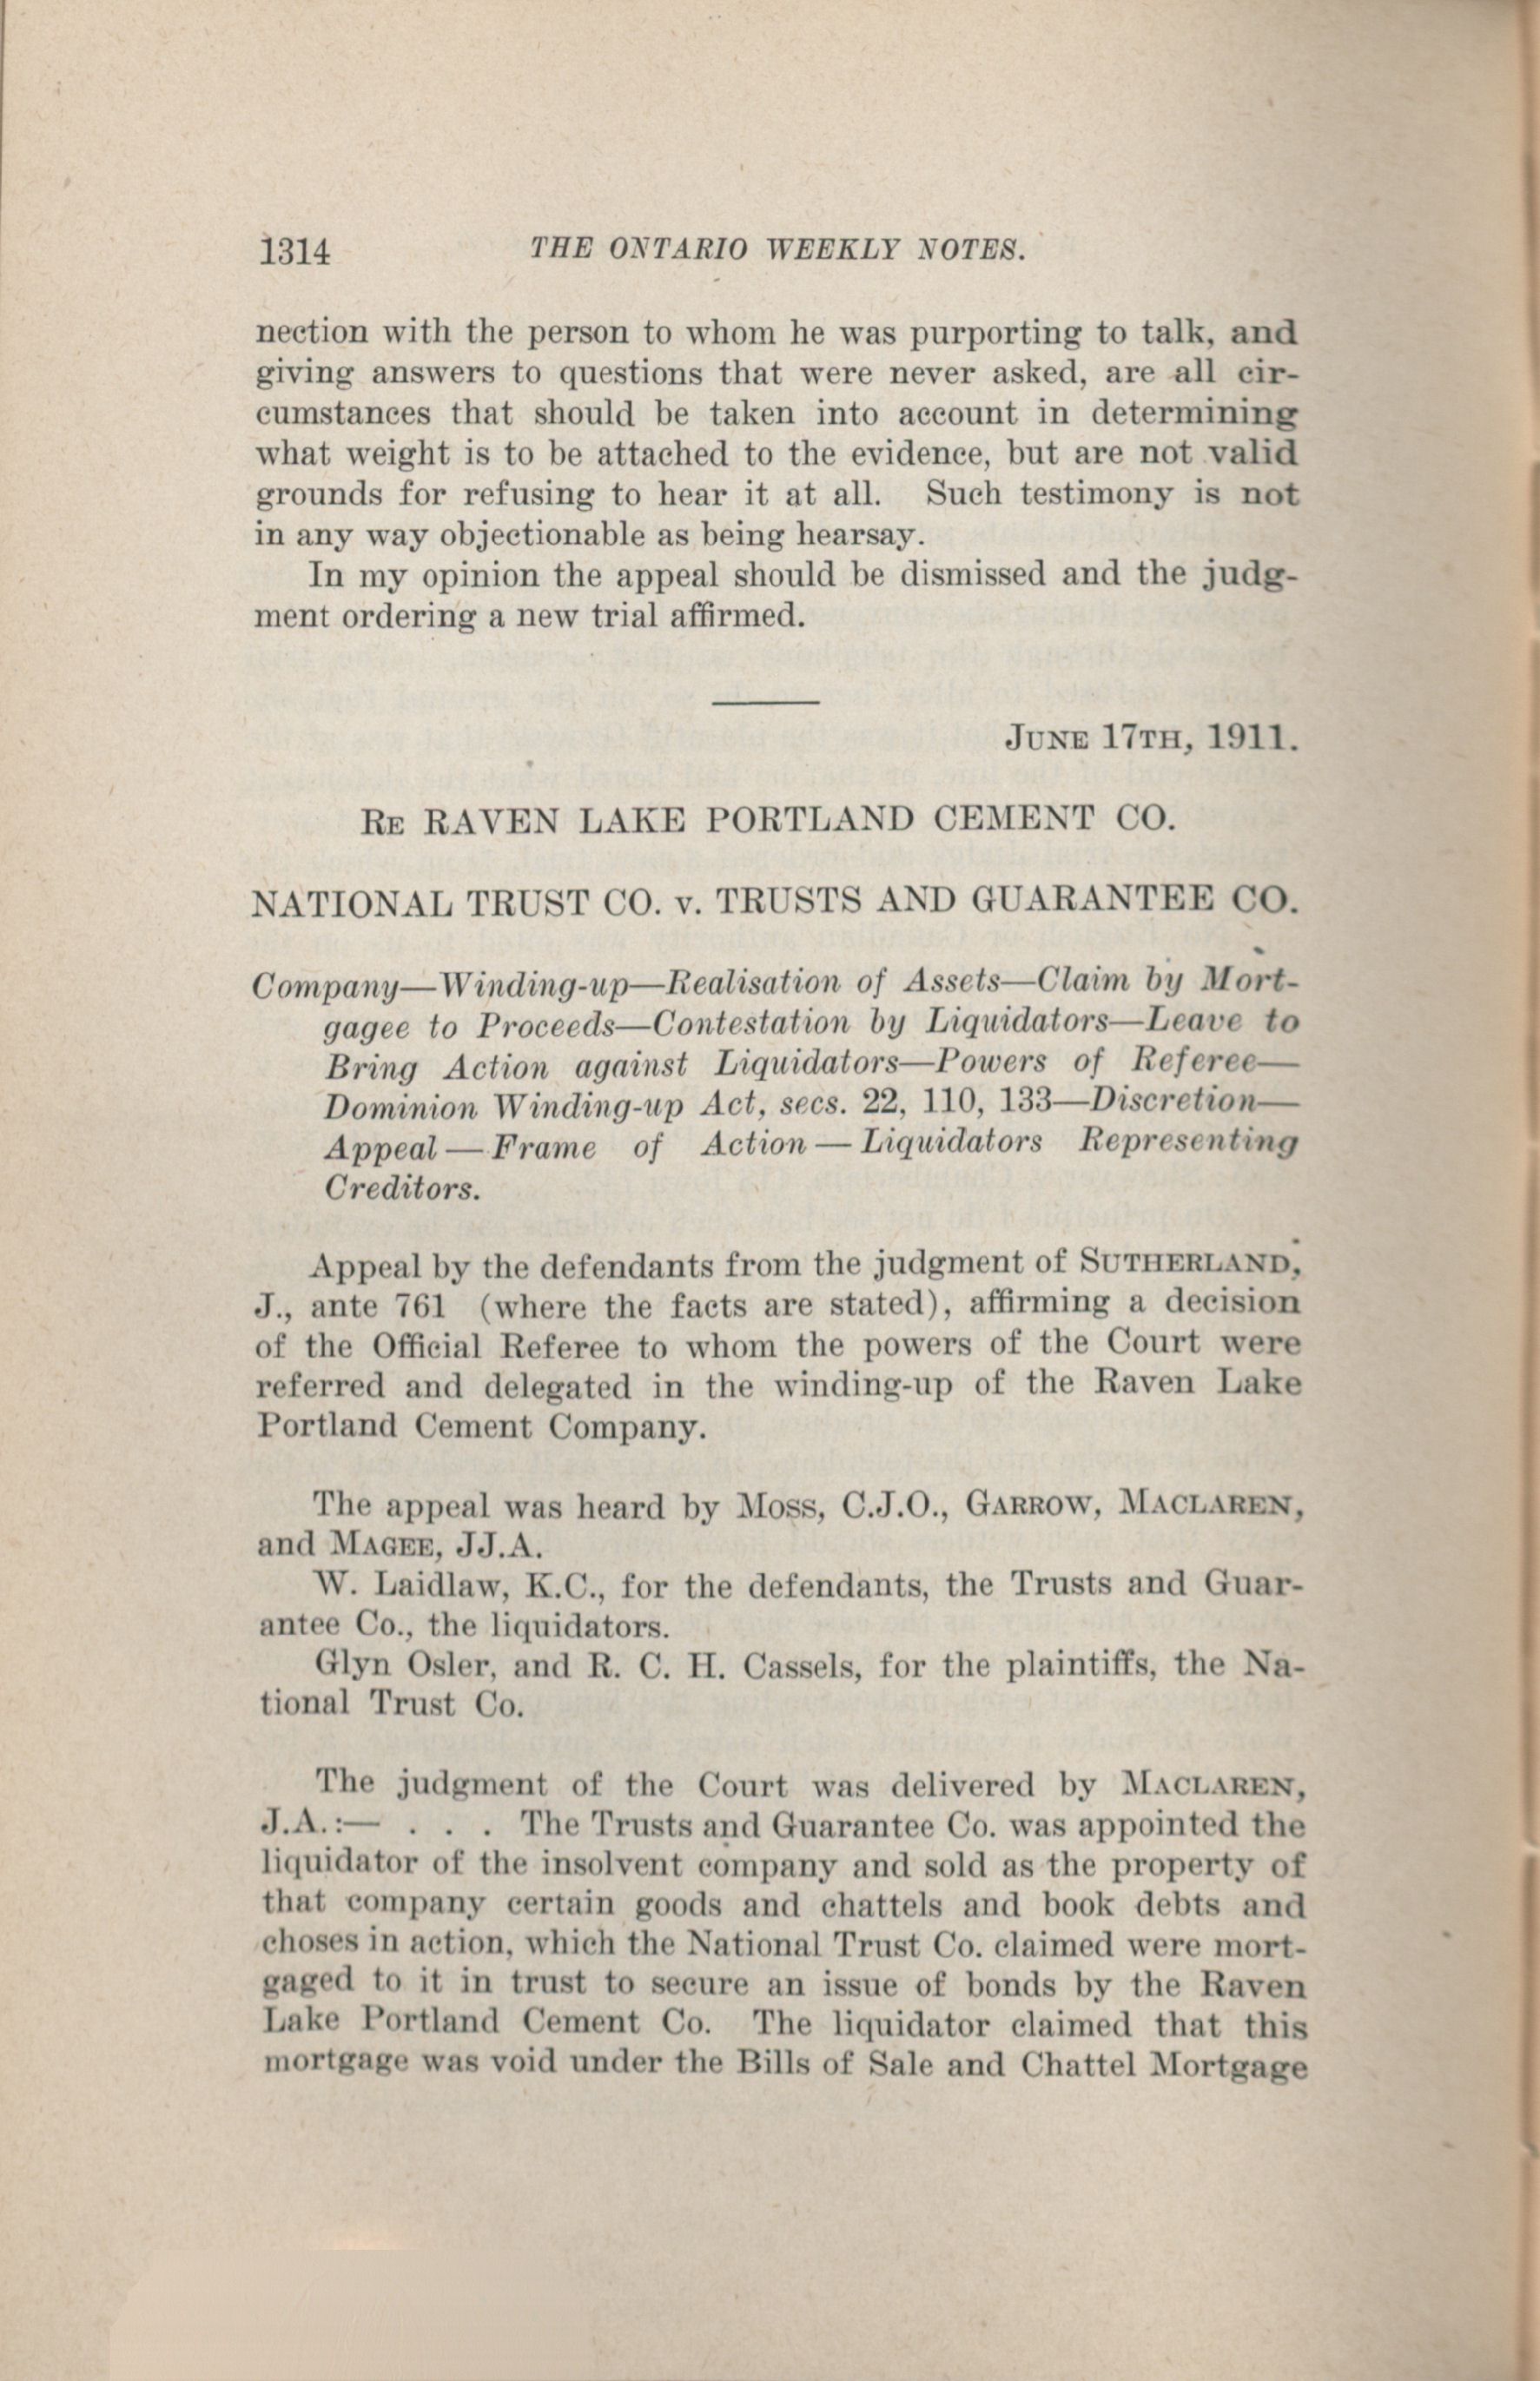 1314 THE ONTARIO WEEKLY NOTES.
nection with the person to whom he was purporting to talk, and
giving answers to questions that were never asked, are all cir-
cumstances that should be taken into account in determining
what weight is to be attached to the evidence, but are not valid
grounds for refusing to hear it at all. Such testimony is not
in any way objectionable as being hearsay.
In my opinion the appeal should be dismissed and the judg-
ment ordering a new trial affirmed.
JUNE 17TH, 1911.
RE RAVEN LAKE PORTLAND CEMENT CO.
NATIONAL TRUST CO. v. TRUSTS AND GUARANTEE CO.
Company—Winding-up—Realisation of Assets—Claim by Mort-
gagee to Proceeds—Contestation by Liquidators—Leave to
Bring Action against Liquidators—Powers of Referee—
Dominion Winding-up Act, secs. 22, 110, 133—Discretion—
Appeal — Frame of Action — Liquidators Representing
Creditors.
Appeal by the defendants from the judgment of SUTHERLAND,
J., ante 761 (where the facts are stated), affirming a decision
of the Official Referee to whom the powers of the Court were
referred and delegated in the winding-up of the Raven Lake
Portland Cement Company.
The appeal was heard by Moss, C.J.O., GARROW, MACLAREN,
and MAGEE, JJ.A.
W. Laidlaw, K.C., for the defendants, the Trusts and Guar-
antee Co., the liquidators.
Glyn Osler, and R. C. H. Cassels, for the plaintiffs, the Na-
tional Trust Co.
The judgment of the Court was delivered by MACLAREN,
J.A.:— . . . The Trusts and Guarantee Co. was appointed the
liquidator of the insolvent company and sold as the property of
that company certain goods and chattels and book debts and
choses in action, which the National Trust Co. claimed were mort-
gaged to it in trust to secure an issue of bonds by the Raven
Lake Portland Cement Co. The liquidator claimed that this
mortgage was void under the Bills of Sale and Chattel Mortgage